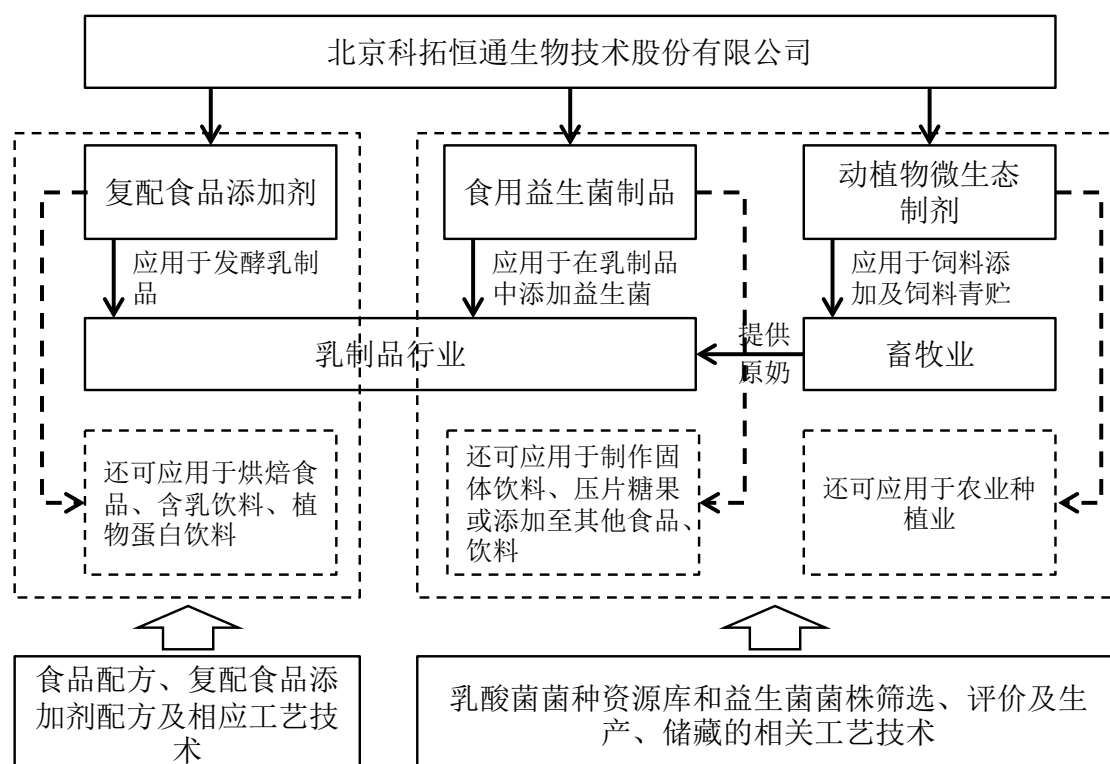 北京科拓恒通生物技术股份有限公司
复配食品添加剂
食用益生菌制品
动植物微生态
制剂
应用于发酵乳制
品
应用于在乳制品
中添加益生菌
应用于饲料添
加及饲料青贮
乳制品行业
提供
原奶
畜牧业
还可应用于烘焙食
品、含乳饮料、植
物蛋白饮料
还可应用于制作固
体饮料、压片糖果
或添加至其他食品、
饮料
还可应用于农业种
植业
食品配方、复配食品添
加剂配方及相应工艺技
术
乳酸菌菌种资源库和益生菌菌株筛选、评价及生
产、储藏的相关工艺技术